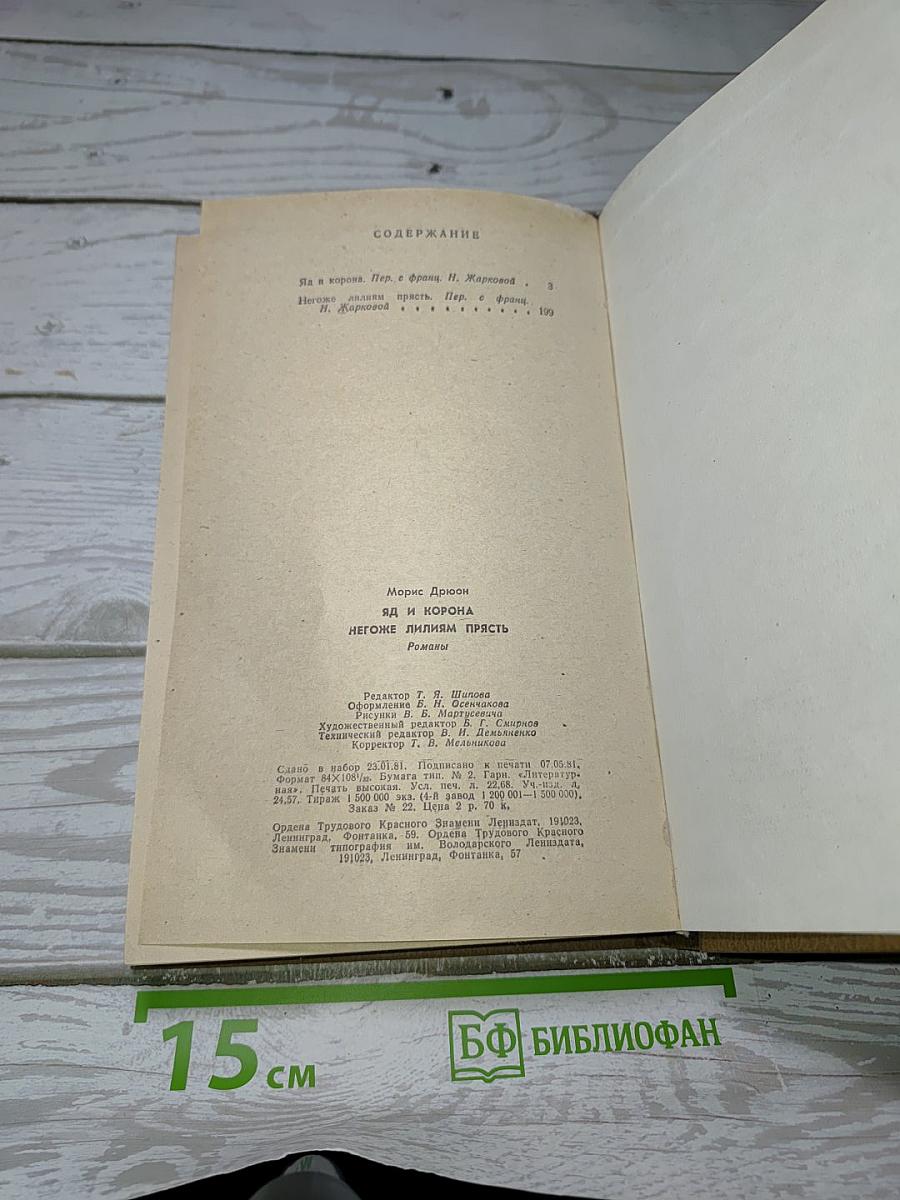 СОДЕРЖАНИЕ
Яд и корона. Пер. с франц. Н. Жарковой . 3
Негоже лилиям прясть. Пер. с франц.
Н. Жарковой . . . . . . . . . . 199
Морис Дрюон
ЯД И КОРОНА
НЕГОЖЕ ЛИЛИЯМ ПРЯСТЬ
Романы
Редактор Т. Я. Шипова
Оформление Б. Н. Осенчакова
Рисунки В. Б. Мартусевича
Художественный редактор Б. Г. Смирнов
Технический редактор В. И. Демьяненко
Корректор Т. В. Мельникова
Сдано в набор 23.01.81. Подписано к печати 07.05.81.
Формат 84×108¹/₃₂. Бумага тип. № 2. Гарн. «Литератур-
ная». Печать высокая. Усл. печ. л. 22,68. Уч.-изд. л,
24,57. Тираж 1 500 000 экз. (4-й завод 1 200 001—1 500 000).
Заказ № 22. Цена 2 р. 70 к.
Ордена Трудового Красного Знамени Лениздат, 191023,
Ленинград, Фонтанка, 59. Ордена Трудового Красного
Знамени типография им. Володарского Лениздата,
191023, Ленинград, Фонтанка, 57
15 см
БФ БИБЛИОФАН